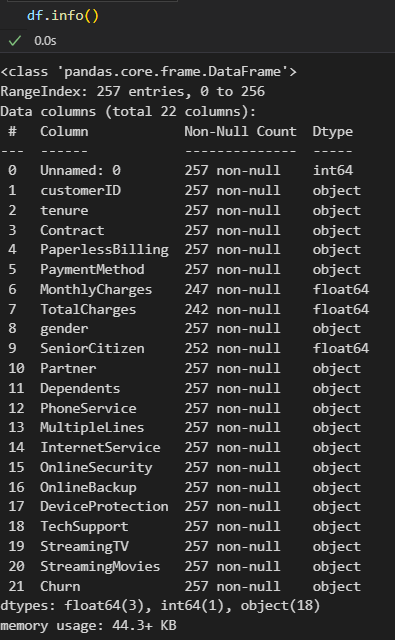 df.info()
0.0s
<class 'pandas.core.frame.DataFrame'>
RangeIndex: 257 entries, 0 to 256
Data columns (total 22 columns):
 #   Column            Non-Null Count  Dtype
---  ------            --------------  -----
 0   Unnamed: 0        257 non-null    int64
 1   customerID        257 non-null    object
 2   tenure            257 non-null    object
 3   Contract          257 non-null    object
 4   PaperlessBilling  257 non-null    object
 5   PaymentMethod     257 non-null    object
 6   MonthlyCharges    247 non-null    float64
 7   TotalCharges      242 non-null    float64
 8   gender            257 non-null    object
 9   SeniorCitizen     252 non-null    float64
 10  Partner           257 non-null    object
 11  Dependents        257 non-null    object
 12  PhoneService      257 non-null    object
 13  MultipleLines     257 non-null    object
 14  InternetService   257 non-null    object
 15  OnlineSecurity    257 non-null    object
 16  OnlineBackup      257 non-null    object
 17  DeviceProtection  257 non-null    object
 18  TechSupport       257 non-null    object
 19  StreamingTV       257 non-null    object
 20  StreamingMovies   257 non-null    object
 21  Churn             257 non-null    object
dtypes: float64(3), int64(1), object(18)
memory usage: 44.3+ KB